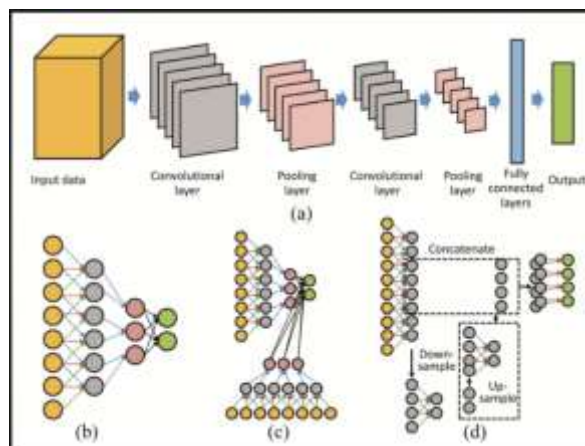 Input data
Convolutional
layer
Pooling
layer
Convolutional
layer
Pooling
layer
Fully
connected
layers
Output
(a)
(b)
(c)
Concatenate
Down-
sample
Up-
sample
(d)